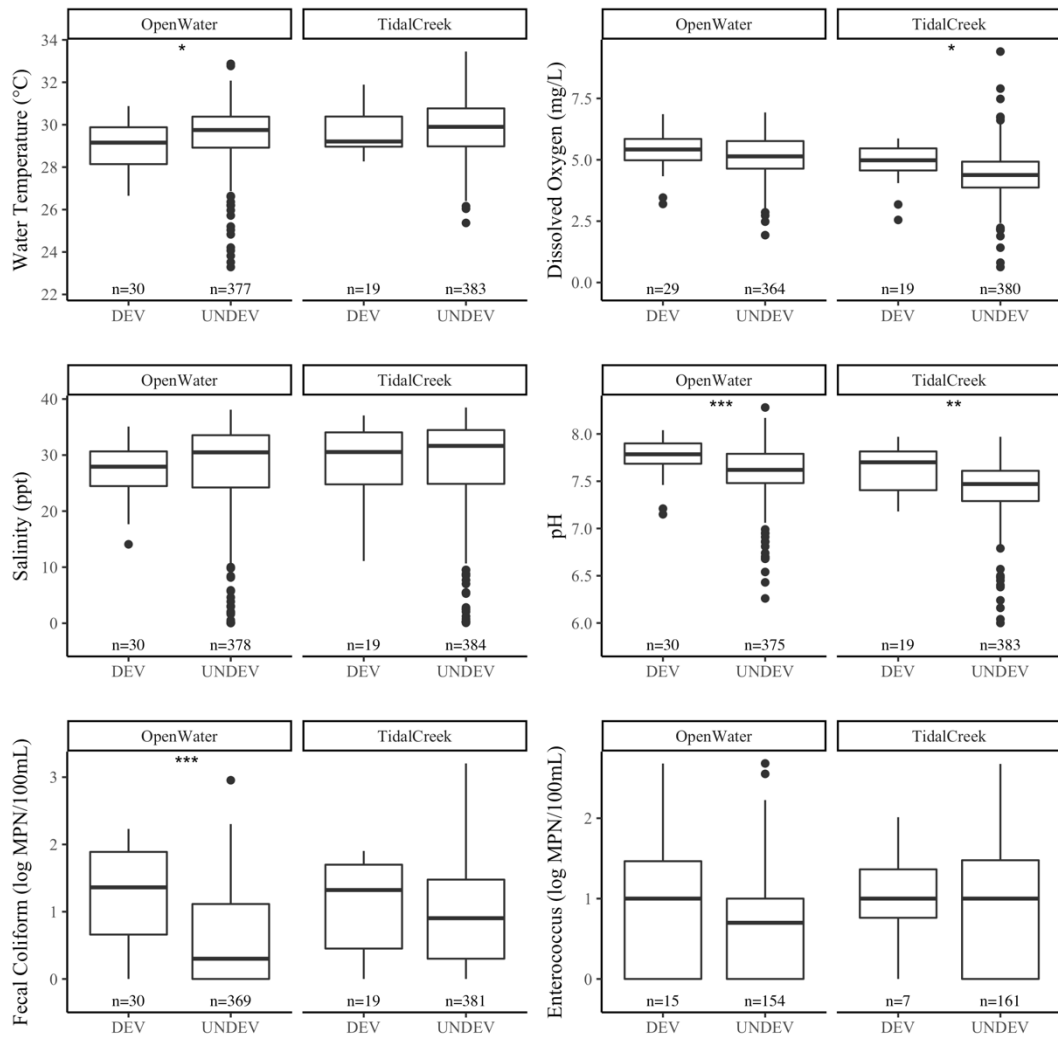 OpenWater TidalCreek
*
Water Temperature (°C)
34
32
30
28
26
24
22
n=30 n=377 n=19 n=383
DEV UNDEV DEV UNDEV
OpenWater TidalCreek
*
Dissolved Oxygen (mg/L)
7.5
5.0
2.5
0.0
n=29 n=364 n=19 n=380
DEV UNDEV DEV UNDEV
OpenWater TidalCreek
Salinity (ppt)
40
30
20
10
0
n=30 n=378 n=19 n=384
DEV UNDEV DEV UNDEV
OpenWater TidalCreek
*** **
pH
8.0
7.5
7.0
6.5
6.0
n=30 n=375 n=19 n=383
DEV UNDEV DEV UNDEV
OpenWater TidalCreek
***
Fecal Coliform (log MPN/100mL)
3
2
1
0
n=30 n=369 n=19 n=381
DEV UNDEV DEV UNDEV
OpenWater TidalCreek
Enterococcus (log MPN/100mL)
2
1
0
n=15 n=154 n=7 n=161
DEV UNDEV DEV UNDEV